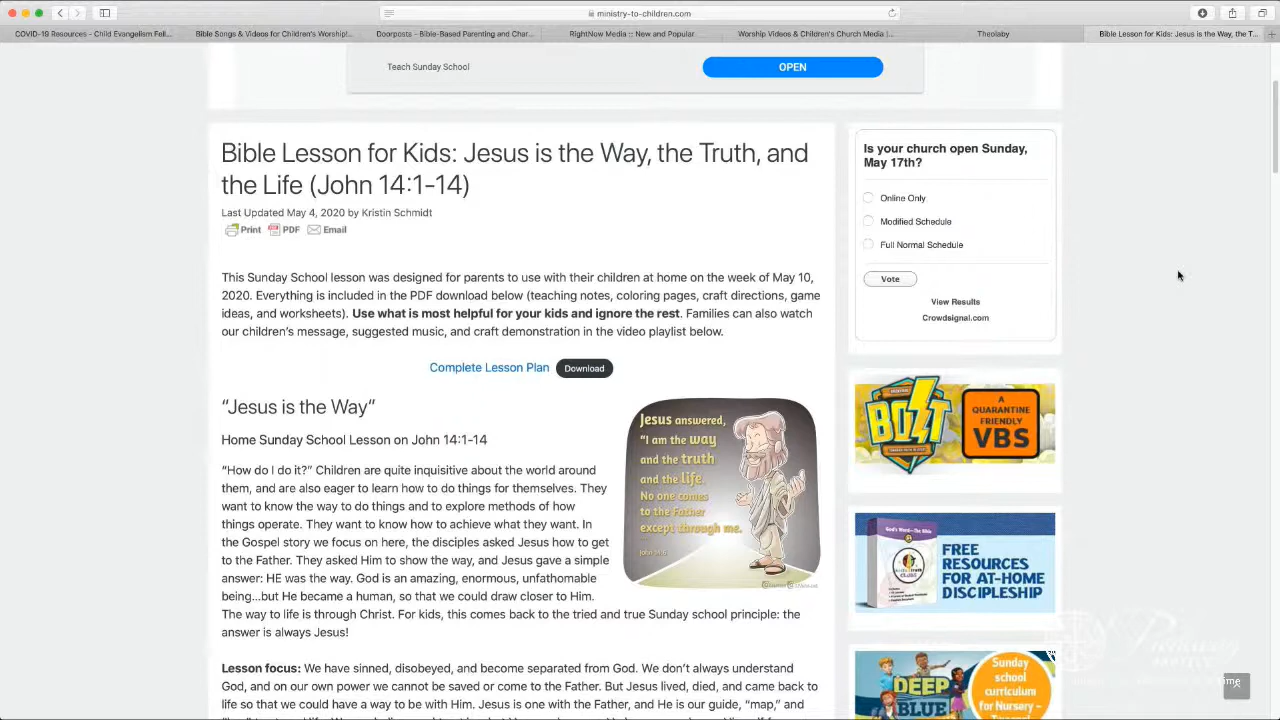 ministry-to-children.com
COVID-19 Resources - Child Evangelism Fell...
Bible Songs & Videos for Children's Worship!...
Doorposts - Bible-Based Parenting and Char...
RightNow Media :: New and Popular
Worship Videos & Children's Church Media |...
Theolaby
Bible Lesson for Kids: Jesus is the Way, the T...
Teach Sunday School
OPEN
Bible Lesson for Kids: Jesus is the Way, the Truth, and
the Life (John 14:1-14)
Last Updated May 4, 2020 by Kristin Schmidt
Print PDF Email
This Sunday School lesson was designed for parents to use with their children at home on the week of May 10,
2020. Everything is included in the PDF download below (teaching notes, coloring pages, craft directions, game
ideas, and worksheets). Use what is most helpful for your kids and ignore the rest. Families can also watch
our children's message, suggested music, and craft demonstration in the video playlist below.
Complete Lesson Plan Download
"Jesus is the Way"
Home Sunday School Lesson on John 14:1-14
"How do I do it?" Children are quite inquisitive about the world around
them, and are also eager to learn how to do things for themselves. They
want to know the way to do things and to explore methods of how
things operate. They want to know how to achieve what they want. In
the Gospel story we focus on here, the disciples asked Jesus how to get
to the Father. They asked Him to show the way, and Jesus gave a simple
answer: HE was the way. God is an amazing, enormous, unfathomable
being...but He became a human, so that we could draw closer to Him.
The way to life is through Christ. For kids, this comes back to the tried and true Sunday school principle: the
answer is always Jesus!
Lesson focus: We have sinned, disobeyed, and become separated from God. We don't always understand
God, and on our own power we cannot be saved or come to the Father. But Jesus lived, died, and came back to
life so that we could have a way to be with Him. Jesus is one with the Father, and He is our guide, "map," and
Jesus answered,
"I am the way
and the truth
and the life.
No one comes
to the Father
except through me.
John 14:6
Is your church open Sunday,
May 17th?
Online Only
Modified Schedule
Full Normal Schedule
Vote
View Results
Crowdsignal.com
BOLT
A
QUARANTINE
FRIENDLY
VBS
God's Word—The Bible
FREE
RESOURCES
FOR AT-HOME
DISCIPLESHIP
DEEP
BLUE
Sunday
school
curriculum
for Nursery –